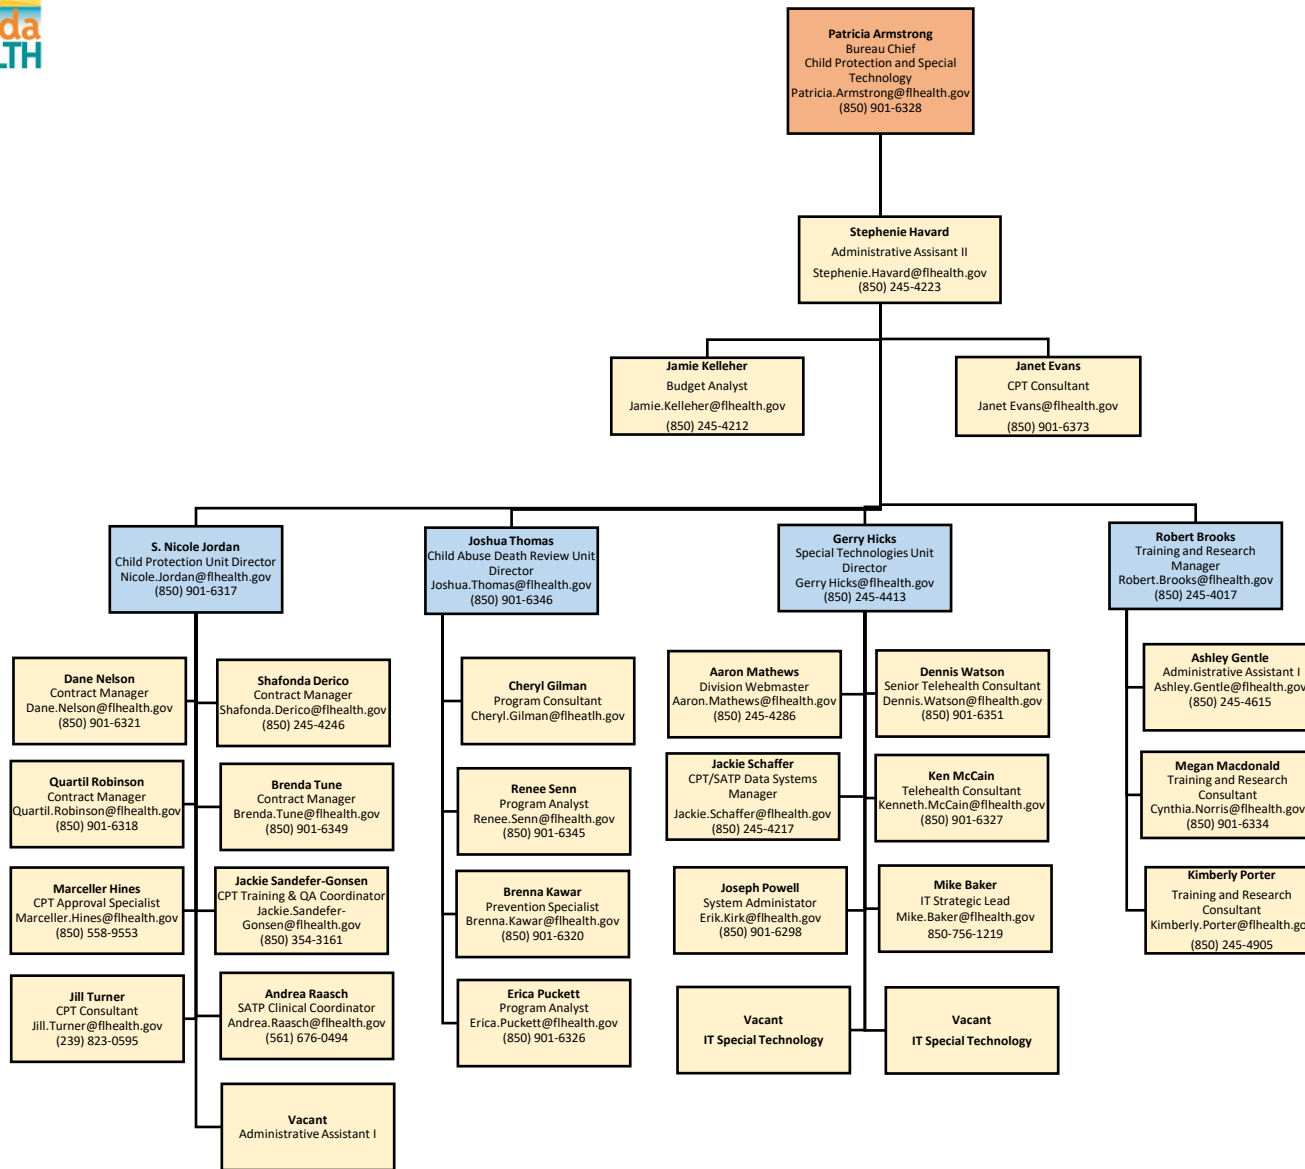 da
LTH
Patricia Armstrong
Bureau Chief
Child Protection and Special
Technology
Patricia.Armstrong@flhealth.gov
(850) 901-6328
Stephenie Havard
Administrative Assisant II
Stephenie.Havard@flhealth.gov
(850) 245-4223
Jamie Kelleher
Budget Analyst
Jamie.Kelleher@flhealth.gov
(850) 245-4212
Janet Evans
CPT Consultant
Janet Evans@flhealth.gov
(850) 901-6373
S. Nicole Jordan
Child Protection Unit Director
Nicole.Jordan@flhealth.gov
(850) 901-6317
Joshua Thomas
Child Abuse Death Review Unit
Director
Joshua.Thomas@flhealth.gov
(850) 901-6346
Gerry Hicks
Special Technologies Unit
Director
Gerry Hicks@flhealth.gov
(850) 245-4413
Robert Brooks
Training and Research
Manager
Robert.Brooks@flhealth.gov
(850) 245-4017
Dane Nelson
Contract Manager
Dane.Nelson@flhealth.gov
(850) 901-6321
Shafonda Derico
Contract Manager
Shafonda.Derico@flhealth.gov
(850) 245-4246
Quartil Robinson
Contract Manager
Quartil.Robinson@flhealth.gov
(850) 901-6318
Brenda Tune
Contract Manager
Brenda.Tune@flhealth.gov
(850) 901-6349
Marceller Hines
CPT Approval Specialist
Marceller.Hines@flhealth.gov
(850) 558-9553
Jackie Sandefer-Gonsen
CPT Training & QA Coordinator
Jackie.Sandefer-
Gonsen@flhealth.gov
(850) 354-3161
Jill Turner
CPT Consultant
Jill.Turner@flhealth.gov
(239) 823-0595
Andrea Raasch
SATP Clinical Coordinator
Andrea.Raasch@flhealth.gov
(561) 676-0494
Vacant
Administrative Assistant I
Cheryl Gilman
Program Consultant
Cheryl.Gilman@flheatlh.gov
Renee Senn
Program Analyst
Renee.Senn@flhealth.gov
(850) 901-6345
Brenna Kawar
Prevention Specialist
Brenna.Kawar@flhealth.gov
(850) 901-6320
Erica Puckett
Program Analyst
Erica.Puckett@flhealth.gov
(850) 901-6326
Aaron Mathews
Division Webmaster
Aaron.Mathews@flhealth.gov
(850) 245-4286
Dennis Watson
Senior Telehealth Consultant
Dennis.Watson@flhealth.gov
(850) 901-6351
Jackie Schaffer
CPT/SATP Data Systems
Manager
Jackie.Schaffer@flhealth.gov
(850) 245-4217
Ken McCain
Telehealth Consultant
Kenneth.McCain@flhealth.gov
(850) 901-6327
Joseph Powell
System Administator
Erik.Kirk@flhealth.gov
(850) 901-6298
Mike Baker
IT Strategic Lead
Mike.Baker@flhealth.gov
850-756-1219
Vacant
IT Special Technology
Vacant
IT Special Technology
Ashley Gentle
Administrative Assistant I
Ashley.Gentle@flhealth.gov
(850) 245-4615
Megan Macdonald
Training and Research
Consultant
Cynthia.Norris@flhealth.gov
(850) 901-6334
Kimberly Porter
Training and Research
Consultant
Kimberly.Porter@flhealth.go
(850) 245-4905